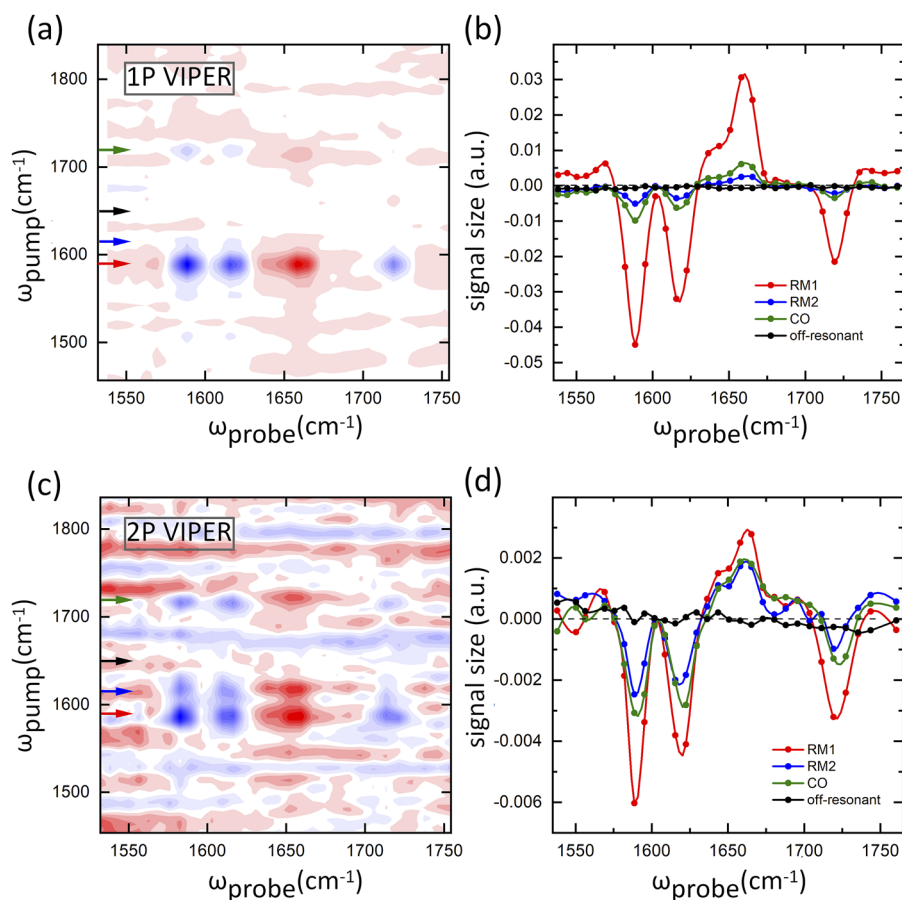 (a)
1P VIPER
1800
1700
1600
1500
ωpump(cm-1)
1550
1600
1650
1700
1750
ωprobe(cm-1)
(b)
0.03
0.02
0.01
0.00
-0.01
-0.02
-0.03
-0.04
-0.05
signal size (a.u.)
RM1
RM2
CO
off-resonant
1550
1600
1650
1700
1750
ωprobe(cm-1)
(c)
2P VIPER
1800
1700
1600
1500
ωpump(cm-1)
1550
1600
1650
1700
1750
ωprobe(cm-1)
(d)
0.002
0.000
-0.002
-0.004
-0.006
signal size (a.u.)
RM1
RM2
CO
off-resonant
1550
1600
1650
1700
1750
ωprobe(cm-1)